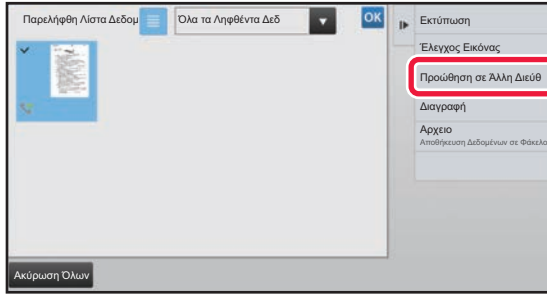 Παρελήφθη Λίστα Δεδομ
Όλα τα Ληφθέντα Δεδ
OK
Εκτύπωση
Έλεγχος Εικόνας
Προώθηση σε Άλλη Διεύθ
Διαγραφή
Αρχειο
Αποθήκευση Δεδομένων σε Φάκελο
Ακύρωση Όλων